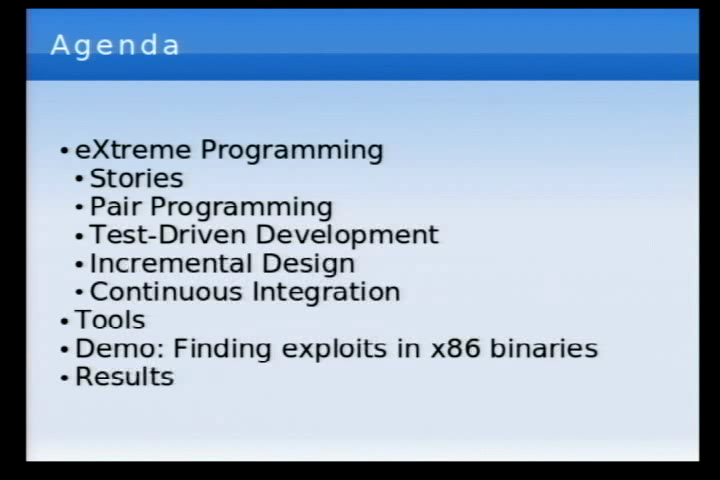 Agenda
• eXtreme Programming
• Stories
• Pair Programming
• Test-Driven Development
• Incremental Design
• Continuous Integration
• Tools
• Demo: Finding exploits in x86 binaries
• Results